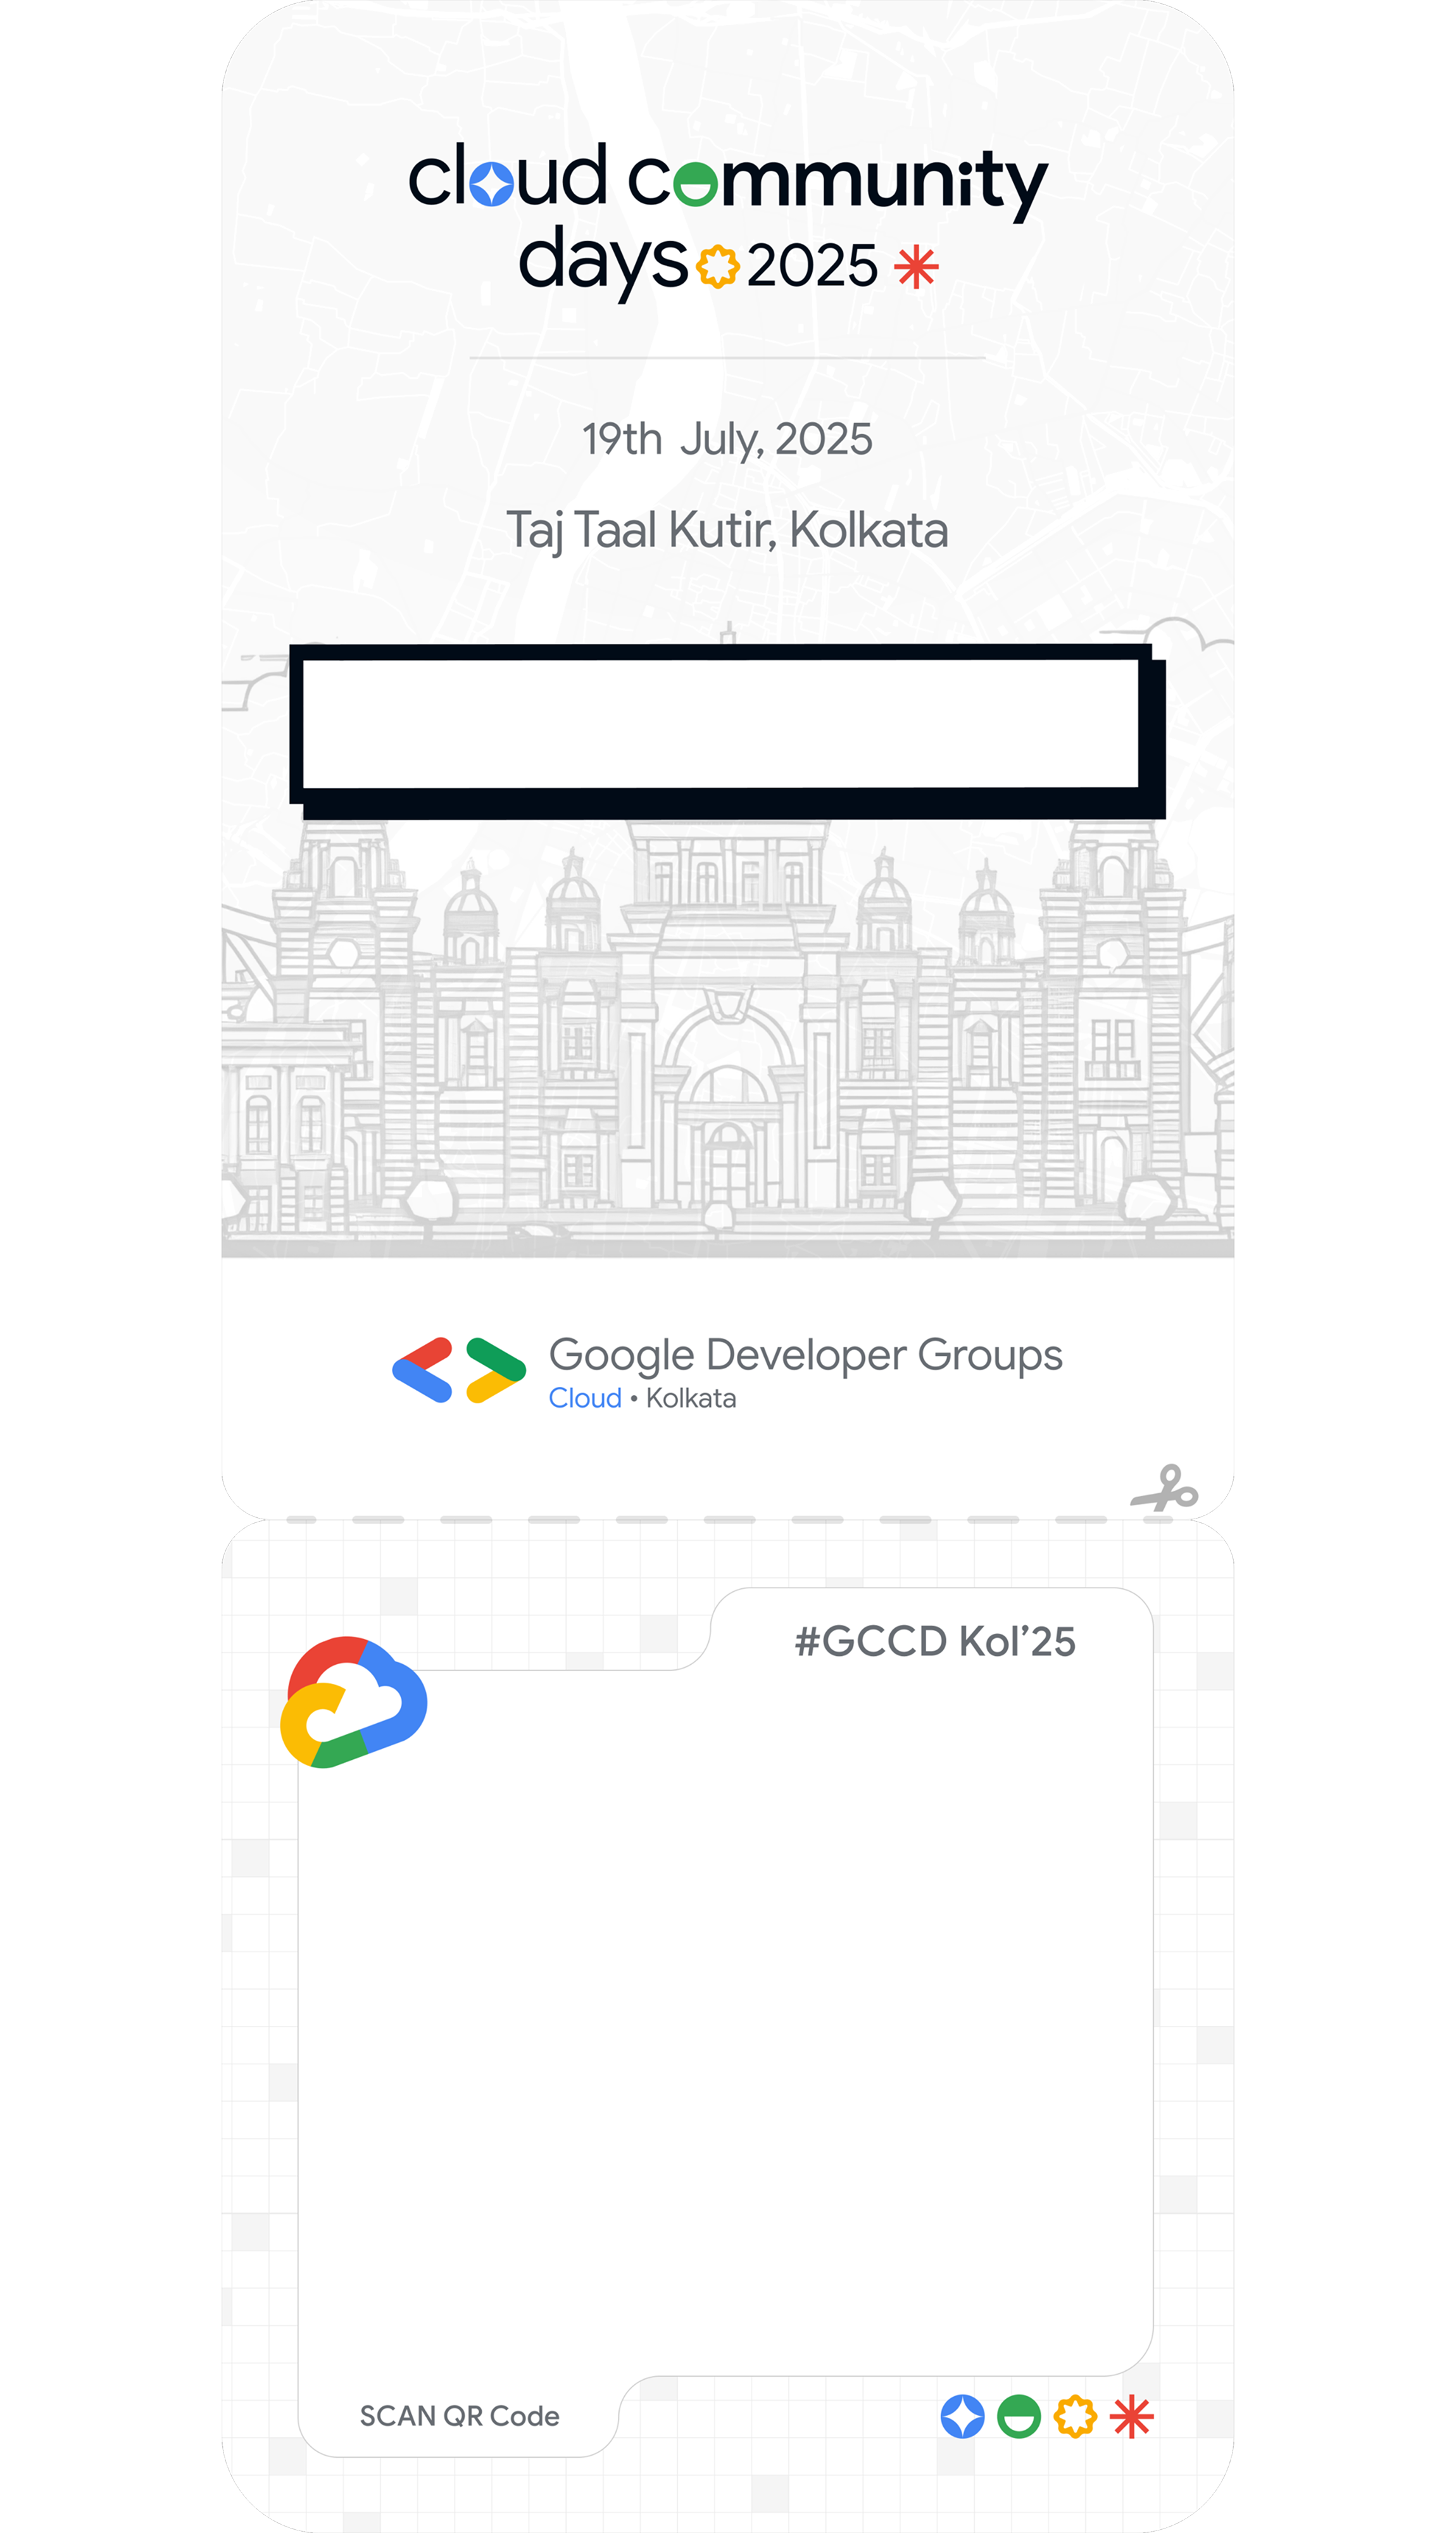 cloud community
days 2025
19th July, 2025
Taj Taal Kutir, Kolkata
Google Developer Groups
Cloud • Kolkata
#GCCD Kol’25
SCAN QR Code